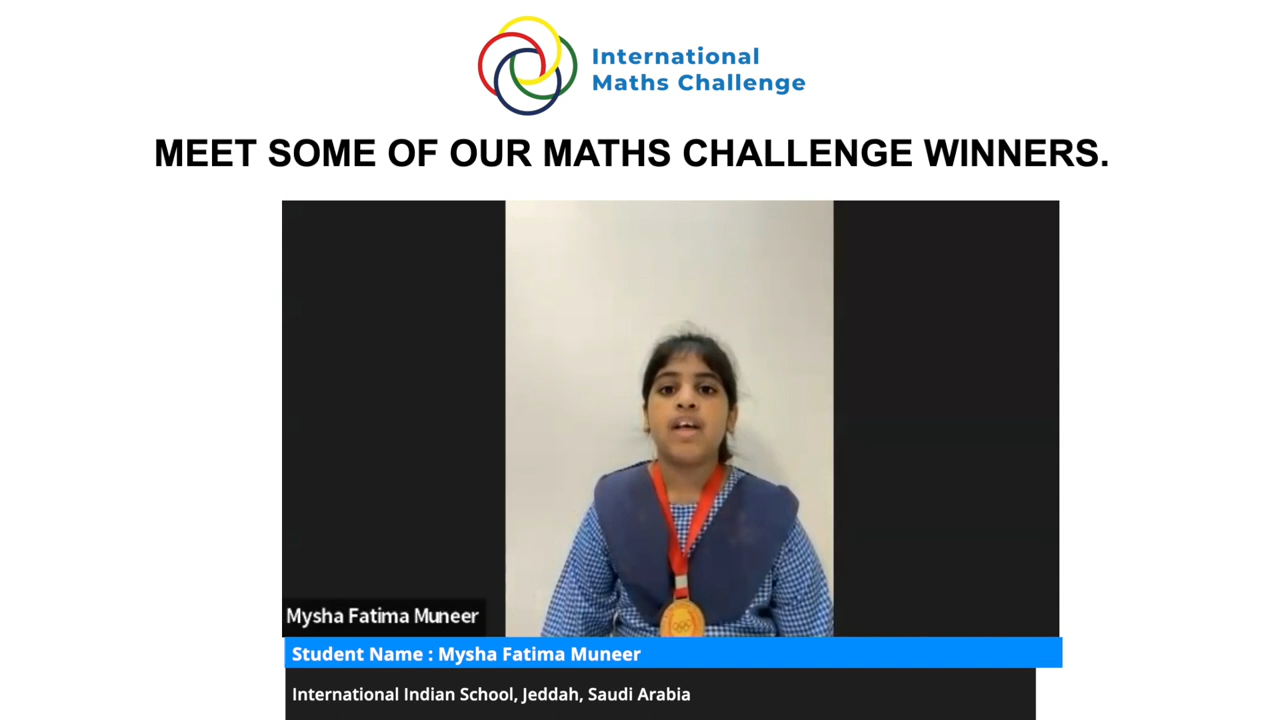 International
Maths Challenge
MEET SOME OF OUR MATHS CHALLENGE WINNERS.
Mysha Fatima Muneer
Student Name : Mysha Fatima Muneer
International Indian School, Jeddah, Saudi Arabia